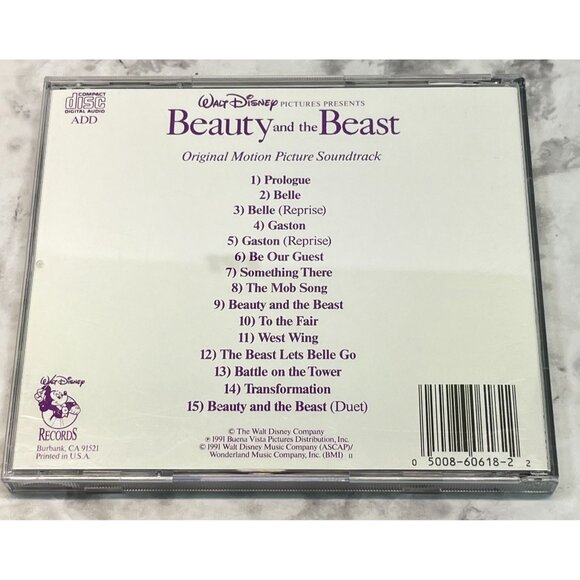 COMPACT
disc
DIGITAL AUDIO
ADD
Walt Disney PICTURES PRESENTS
Beauty and the Beast
Original Motion Picture Soundtrack
1) Prologue
2) Belle
3) Belle (Reprise)
4) Gaston
5) Gaston (Reprise)
6) Be Our Guest
7) Something There
8) The Mob Song
9) Beauty and the Beast
10) To the Fair
11) West Wing
12) The Beast Lets Belle Go
13) Battle on the Tower
14) Transformation
15) Beauty and the Beast (Duet)
Walt Disney
RECORDS
Burbank, CA 91521
Printed in U.S.A.
© The Walt Disney Company
℗ 1991 Buena Vista Pictures Distribution, Inc.
© 1991 Walt Disney Music Company (ASCAP)/
Wonderland Music Company, Inc. (BMI) II
0 5008-60618-2 2